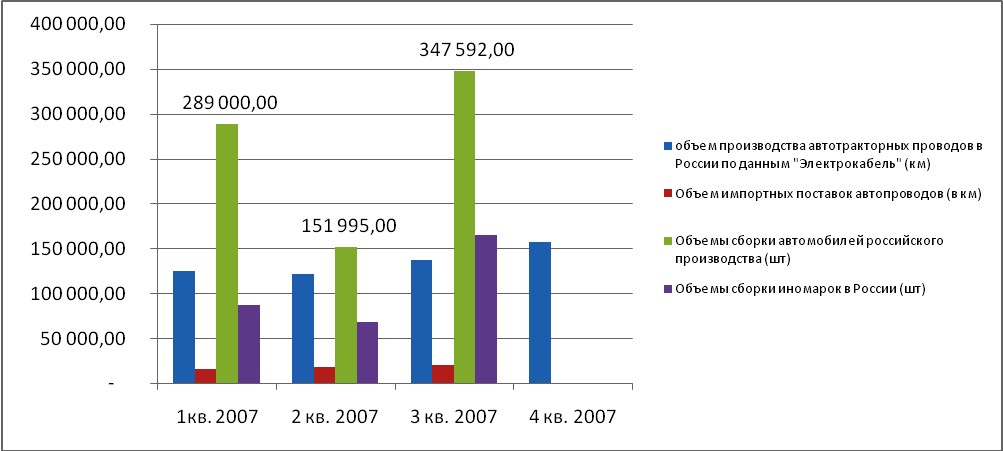 400 000,00
350 000,00
300 000,00
250 000,00
200 000,00
150 000,00
100 000,00
50 000,00
-
289 000,00
151 995,00
347 592,00
1кв. 2007
2 кв. 2007
3 кв. 2007
4 кв. 2007
объем производства автотракторных проводов в
России по данным "Электрокабель" (км)
Объем импортных поставок автопроводов (в км)
Объемы сборки автомобилей российского
производства (шт)
Объемы сборки иномарок в России (шт)